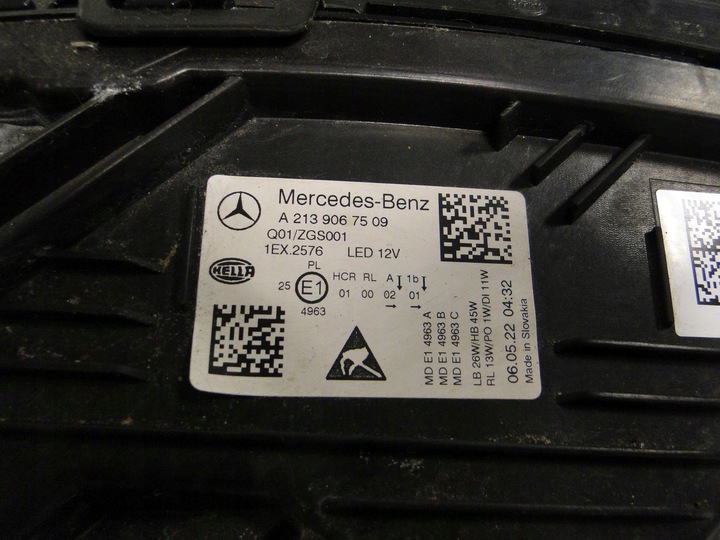 Mercedes-Benz
A 213 906 75 09
Q01/ZGS001
1EX.2576 LED 12V
HELLA
PL
25 E1 HCR RL A 1b
01 00 02 01
4963
MD E1 4963 A
MD E1 4963 B
MD E1 4963 C
LB 26W/HB 45W
RL 13W/PO 1W/DI 11W
06.05.22 04:32
Made in Slovakia